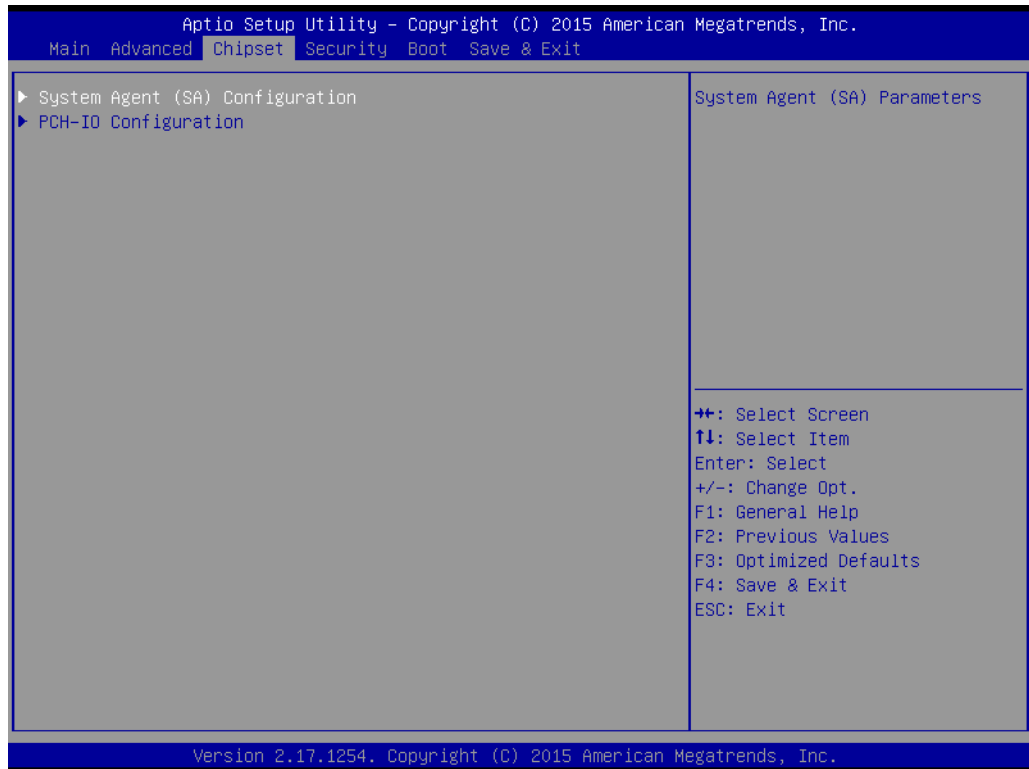 Aptio Setup Utility – Copyright (C) 2015 American Megatrends, Inc.
Main Advanced Chipset Security Boot Save & Exit
▶ System Agent (SA) Configuration
▶ PCH-IO Configuration
System Agent (SA) Parameters
→←: Select Screen
↑↓: Select Item
Enter: Select
+/-: Change Opt.
F1: General Help
F2: Previous Values
F3: Optimized Defaults
F4: Save & Exit
ESC: Exit
Version 2.17.1254. Copyright (C) 2015 American Megatrends, Inc.